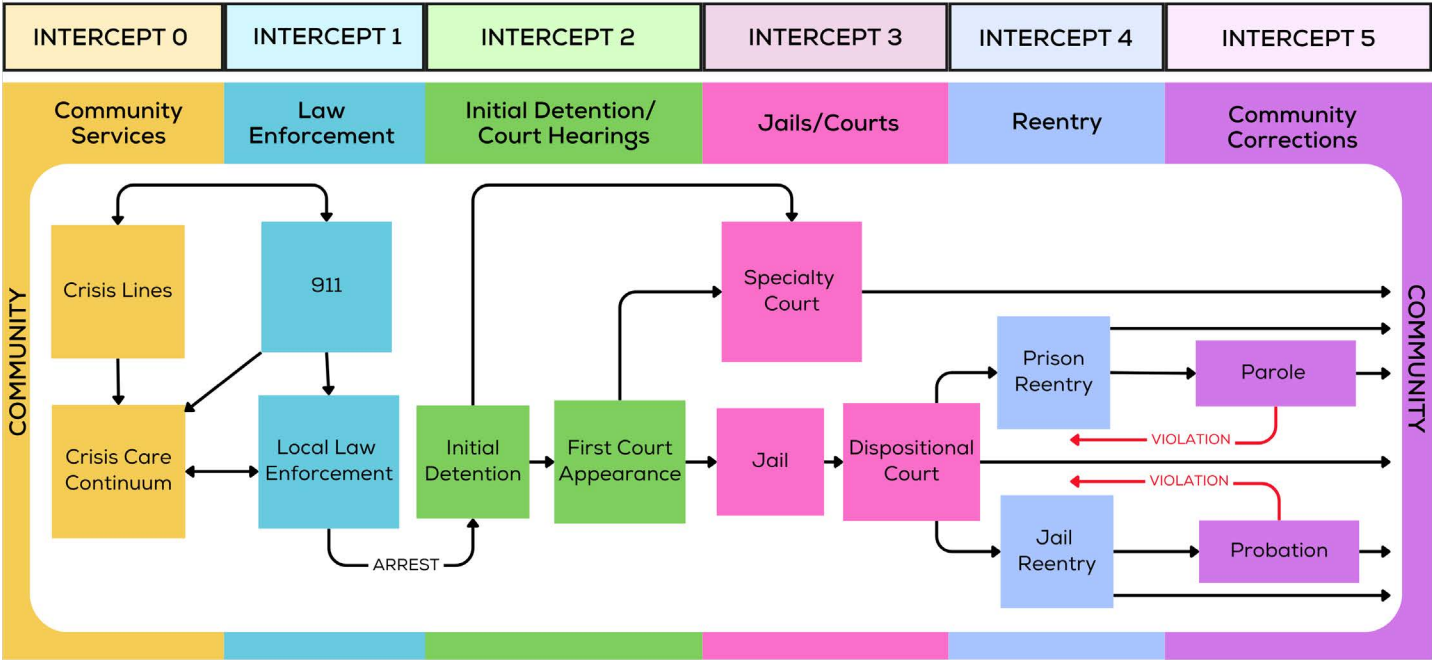 INTERCEPT 0
INTERCEPT 1
INTERCEPT 2
INTERCEPT 3
INTERCEPT 4
INTERCEPT 5
Community
Services
Law
Enforcement
Initial Detention/
Court Hearings
Jails/Courts
Reentry
Community
Corrections
COMMUNITY
Crisis Lines
911
Crisis Care
Continuum
Local Law
Enforcement
ARREST
Initial
Detention
First Court
Appearance
Specialty
Court
Jail
Dispositional
Court
Prison
Reentry
Parole
VIOLATION
VIOLATION
Jail
Reentry
Probation
COMMUNITY